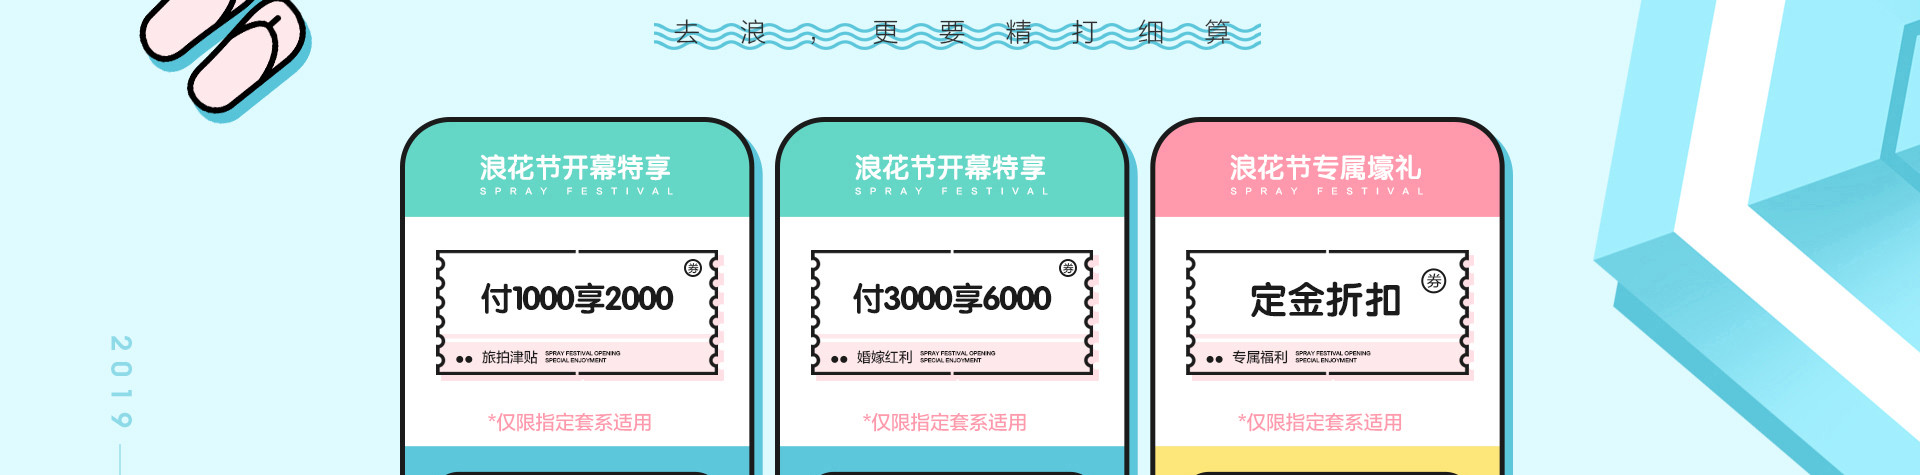 去浪，更要精打细算
浪花节开幕特享
SPRAY FESTIVAL
券
付1000享2000
旅拍津贴
SPRAY FESTIVAL OPENING
SPECIAL ENJOYMENT
*仅限指定套系适用
浪花节开幕特享
SPRAY FESTIVAL
券
付3000享6000
婚嫁红利
SPRAY FESTIVAL OPENING
SPECIAL ENJOYMENT
*仅限指定套系适用
浪花节专属壕礼
SPRAY FESTIVAL
券
定金折扣
专属福利
SPRAY FESTIVAL OPENING
SPECIAL ENJOYMENT
*仅限指定套系适用
2019